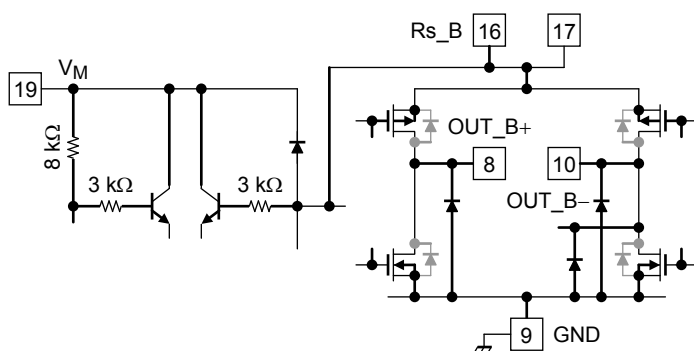 Rs_B 16 17
19 V_M
8 kΩ
3 kΩ 3 kΩ
OUT_B+
8 10
OUT_B−
9 GND